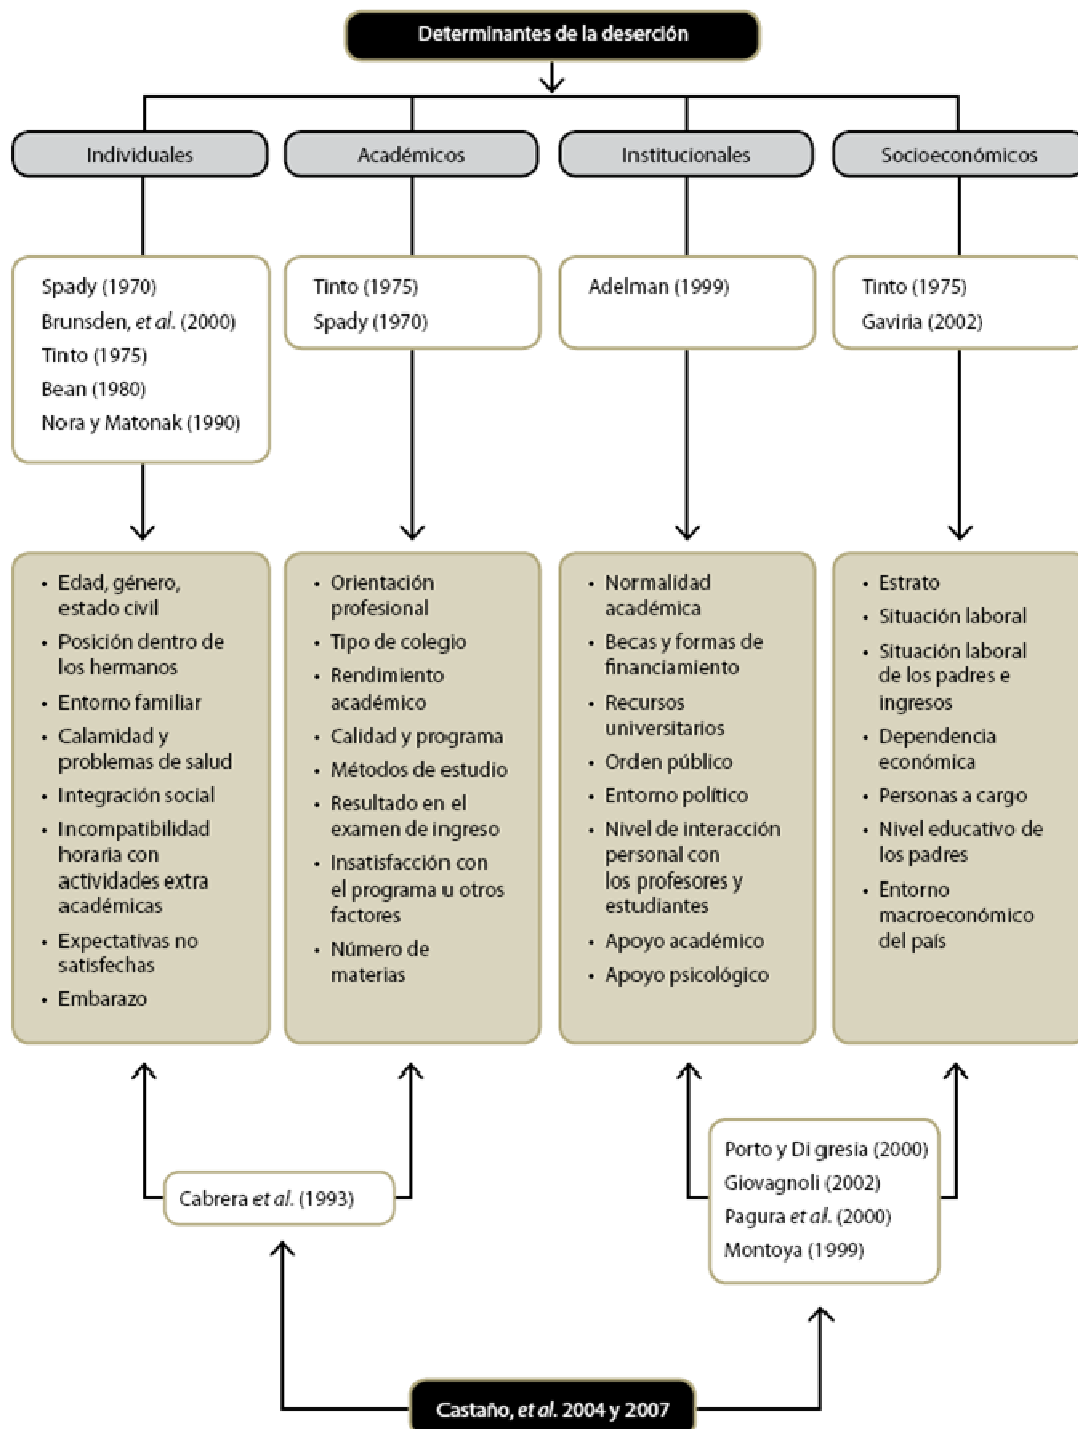 Determinantes de la deserción
Individuales
Académicos
Institucionales
Socioeconómicos
Spady (1970)
Brunsden, et al. (2000)
Tinto (1975)
Bean (1980)
Nora y Matonak (1990)
Tinto (1975)
Spady (1970)
Adelman (1999)
Tinto (1975)
Gaviria (2002)
• Edad, género,
estado civil
• Posición dentro de
los hermanos
• Entorno familiar
• Calamidad y
problemas de salud
• Integración social
• Incompatibilidad
horaria con
actividades extra
académicas
• Expectativas no
satisfechas
• Embarazo
• Orientación
profesional
• Tipo de colegio
• Rendimiento
académico
• Calidad y programa
• Métodos de estudio
• Resultado en el
examen de ingreso
• Insatisfacción con
el programa u otros
factores
• Número de
materias
• Normalidad
académica
• Becas y formas de
financiamiento
• Recursos
universitarios
• Orden público
• Entorno político
• Nivel de interacción
personal con
los profesores y
estudiantes
• Apoyo académico
• Apoyo psicológico
• Estrato
• Situación laboral
• Situación laboral
de los padres e
ingresos
• Dependencia
económica
• Personas a cargo
• Nivel educativo de
los padres
• Entorno
macroeconómico
del país
Cabrera et al. (1993)
Porto y Di gresia (2000)
Giovagnoli (2002)
Pagura et al. (2000)
Montoya (1999)
Castaño, et al. 2004 y 2007